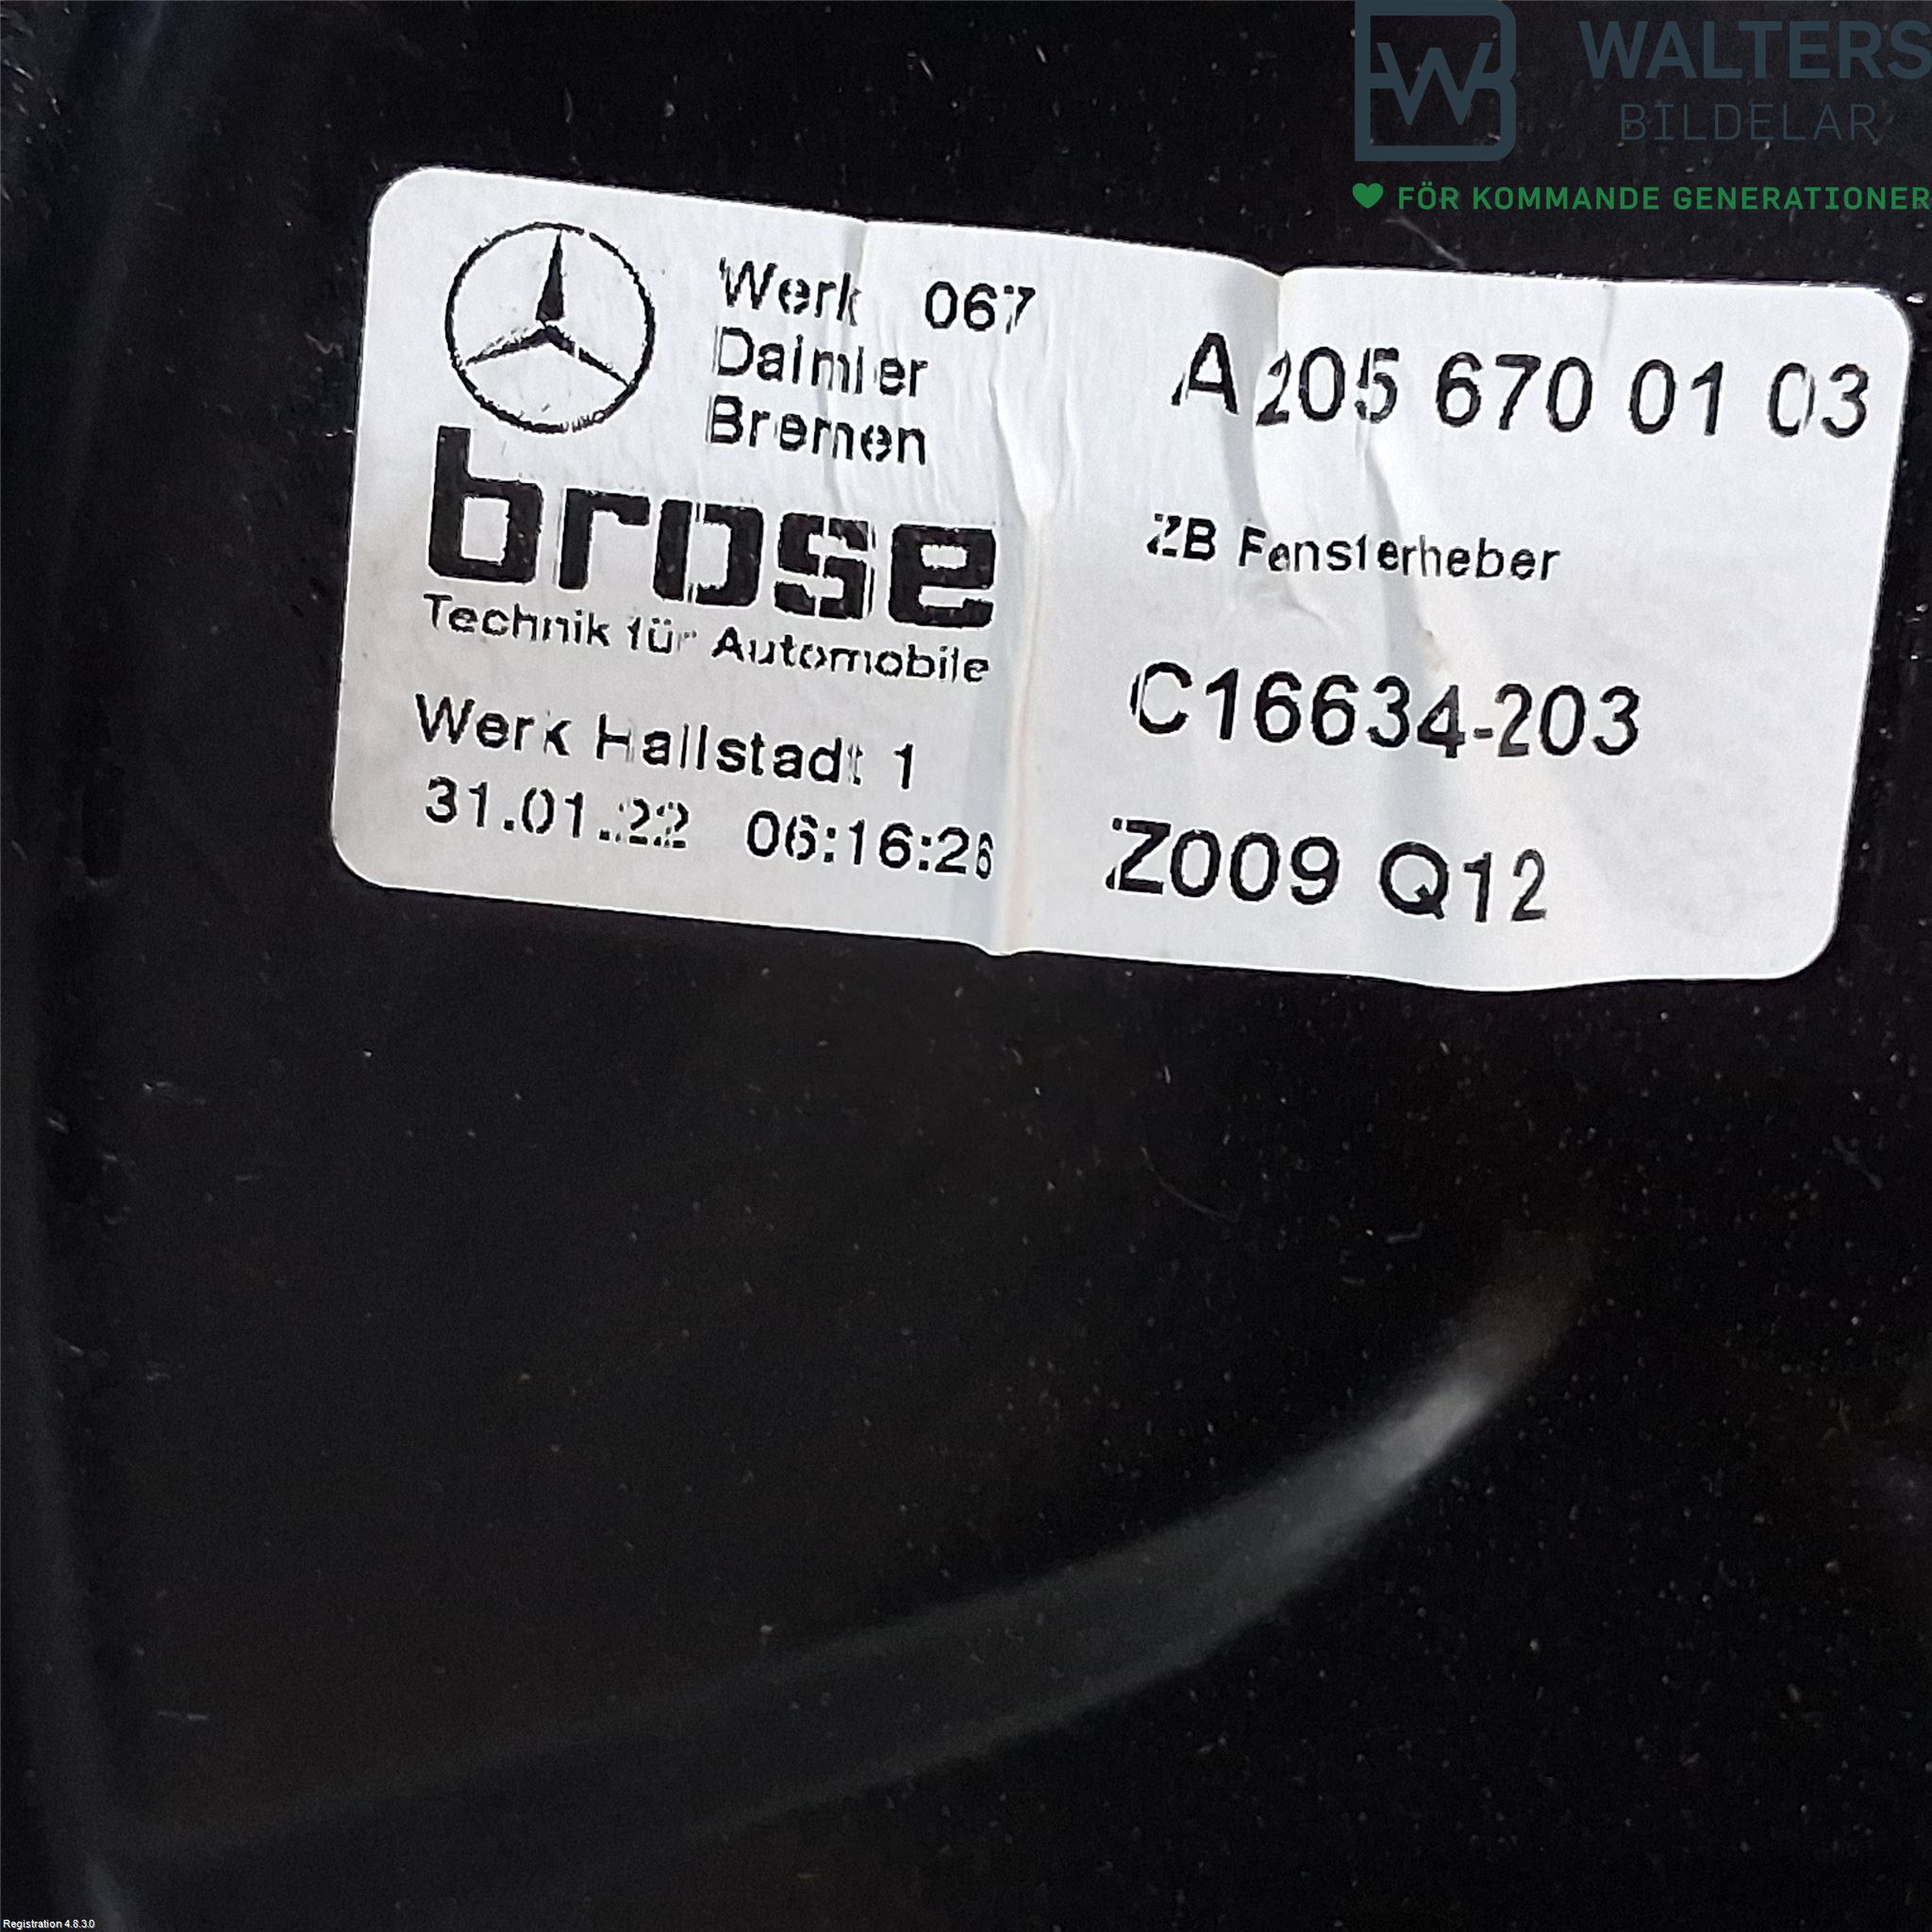 WALTERS
BILDELAR
FÖR KOMMANDE GENERATIONER
Werk 067
Daimler
Bremen
A 205 670 01 03
brose
Technik für Automobile
ZB Fensterheber
Werk Hallstadt 1
C16634-203
31.01.22 06:16:26
Z009 Q12
Registration 4.8.3.0